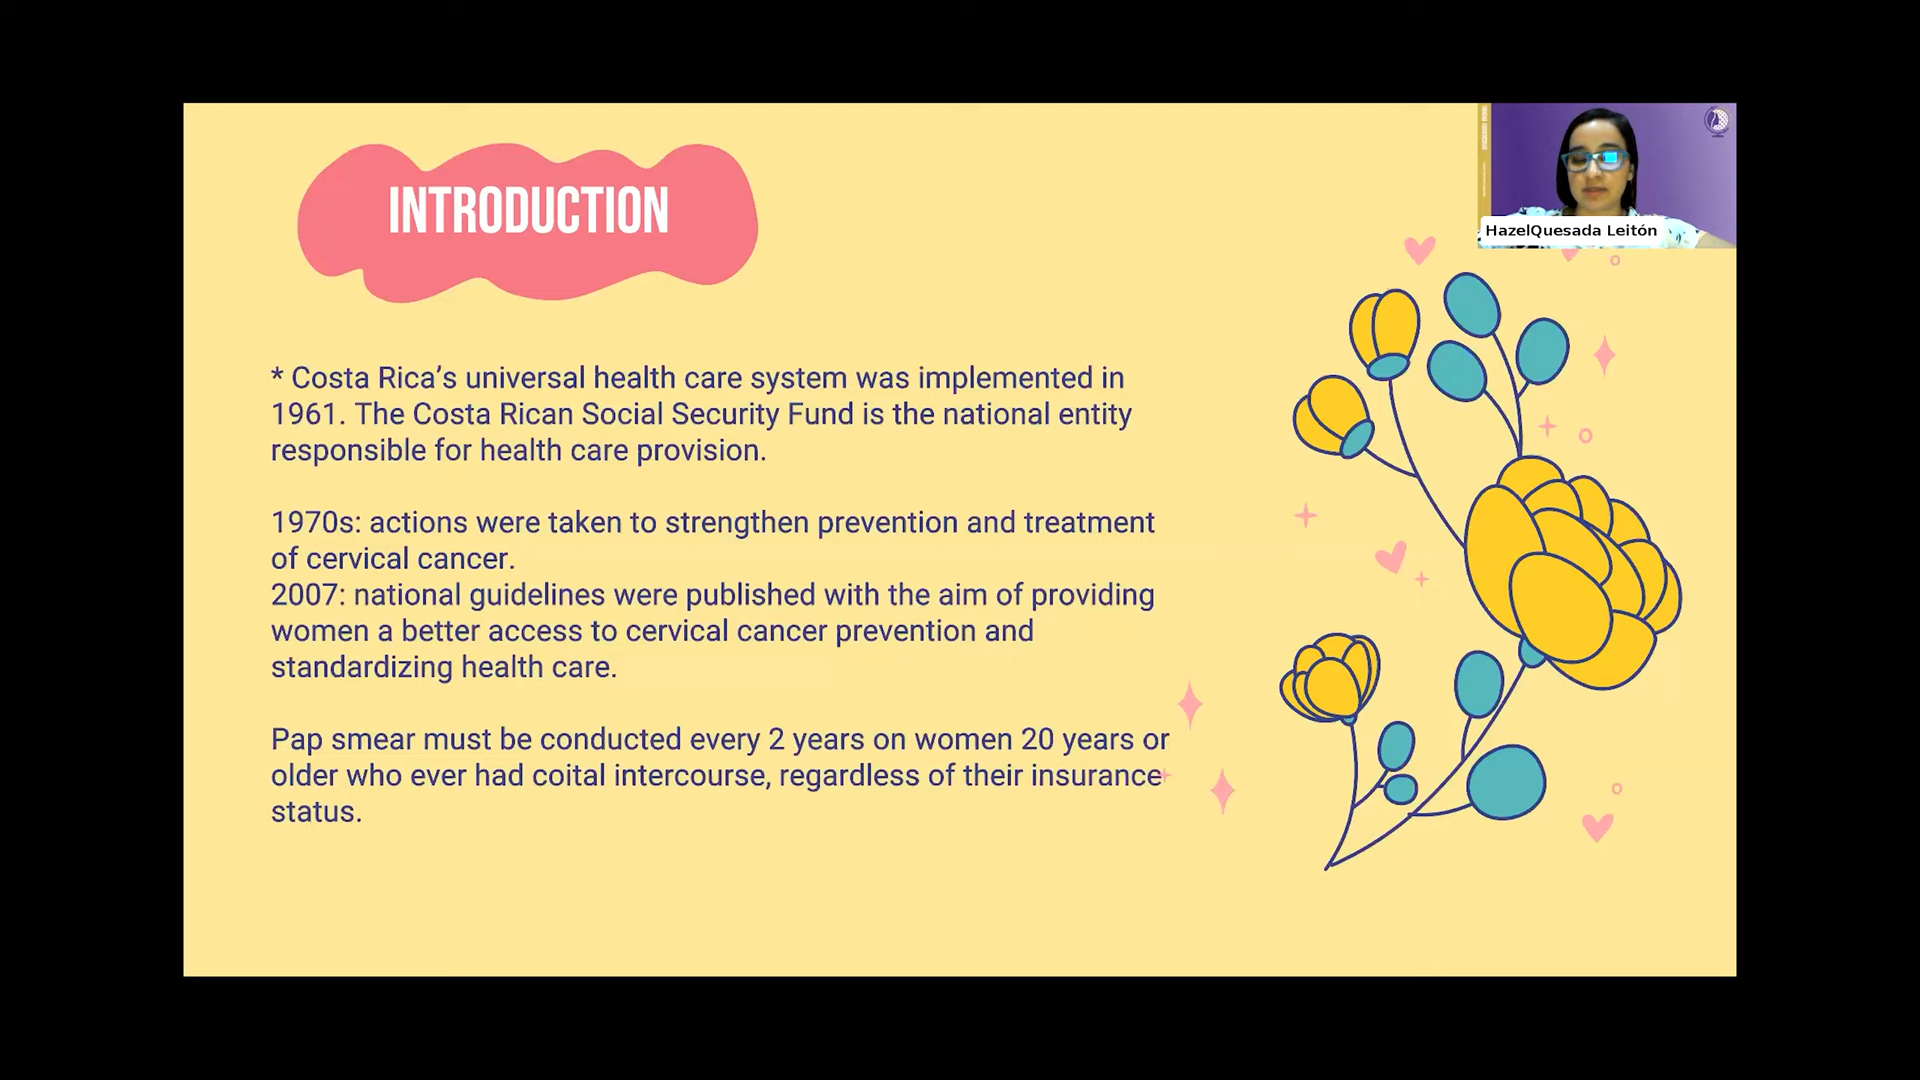 INTRODUCTION
HazelQuesada Leitón
* Costa Rica’s universal health care system was implemented in
1961. The Costa Rican Social Security Fund is the national entity
responsible for health care provision.
1970s: actions were taken to strengthen prevention and treatment
of cervical cancer.
2007: national guidelines were published with the aim of providing
women a better access to cervical cancer prevention and
standardizing health care.
Pap smear must be conducted every 2 years on women 20 years or
older who ever had coital intercourse, regardless of their insurance
status.